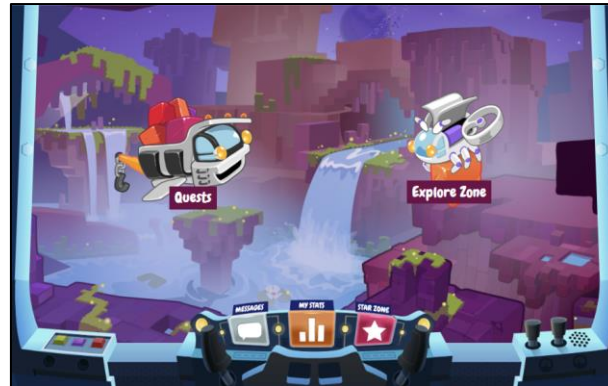 Quests
Explore Zone
MESSAGES
MY STATS
STAR ZONE